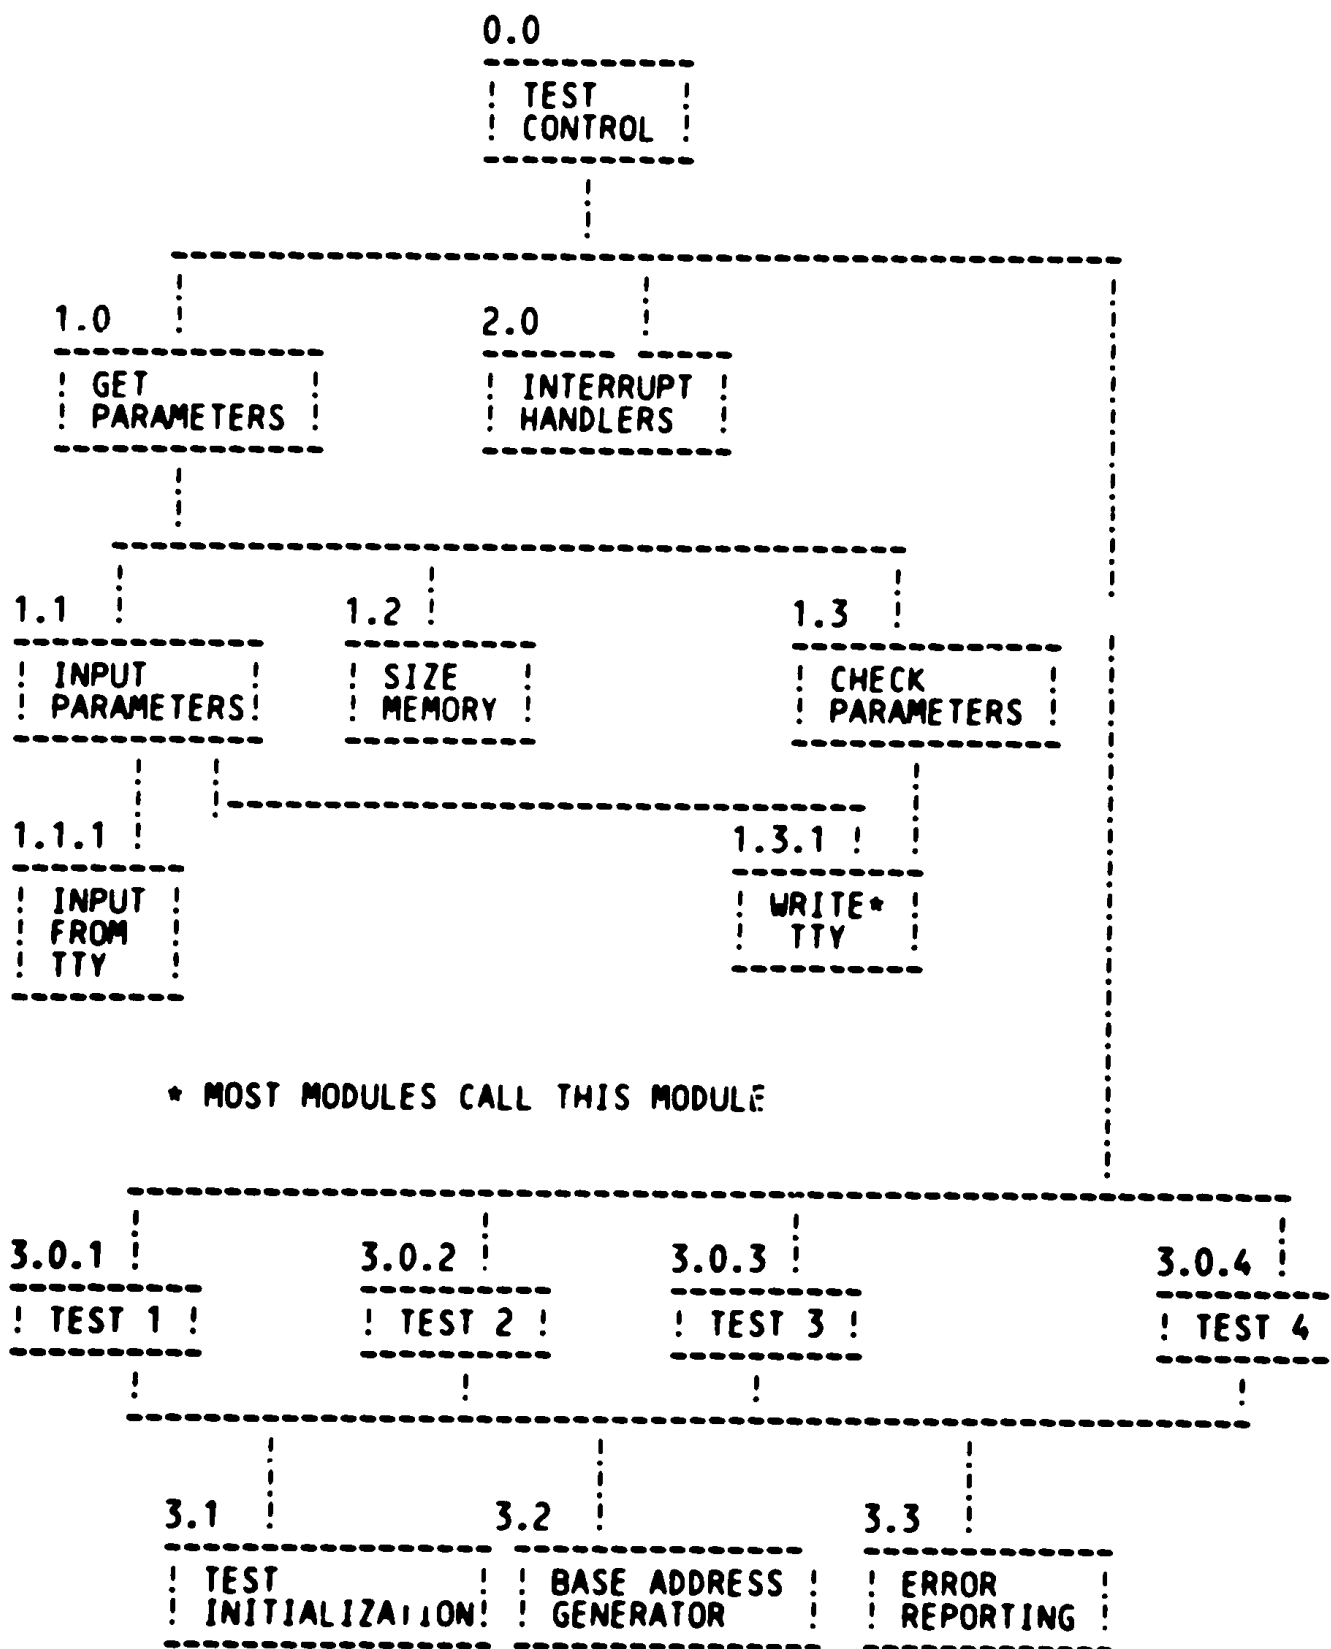 0.0
TEST
CONTROL
1.0
2.0
GET
PARAMETERS
INTERRUPT
HANDLERS
1.1
1.2
1.3
INPUT
PARAMETERS
SIZE
MEMORY
CHECK
PARAMETERS
1.1.1
1.3.1
INPUT
FROM
TTY
WRITE*
TTY
* MOST MODULES CALL THIS MODULE
3.0.1
3.0.2
3.0.3
3.0.4
TEST 1
TEST 2
TEST 3
TEST 4
3.1
3.2
3.3
TEST
INITIALIZATION
BASE ADDRESS
GENERATOR
ERROR
REPORTING